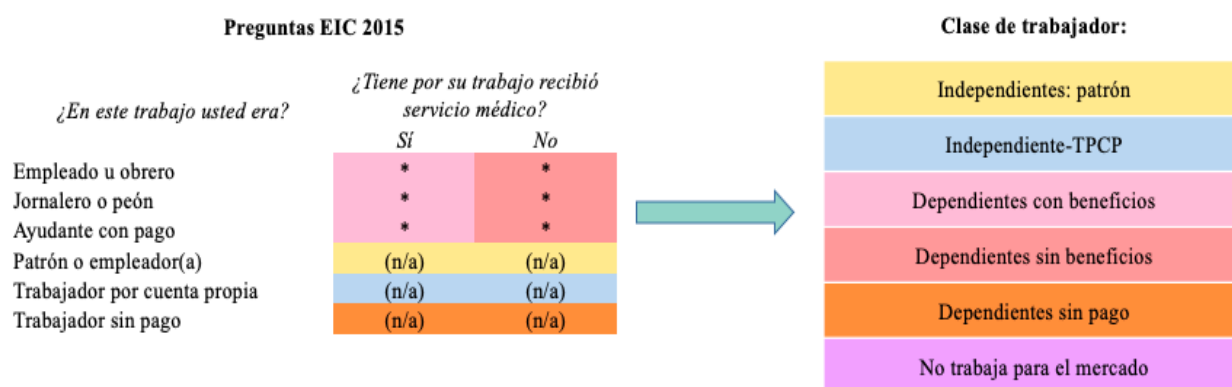 Preguntas EIC 2015
¿En este trabajo usted era?
¿Tiene por su trabajo recibió
servicio médico?
Sí No
Empleado u obrero * *
Jornalero o peón * *
Ayudante con pago * *
Patrón o empleador(a) (n/a) (n/a)
Trabajador por cuenta propia (n/a) (n/a)
Trabajador sin pago (n/a) (n/a)
Clase de trabajador:
Independientes: patrón
Independiente-TPCP
Dependientes con beneficios
Dependientes sin beneficios
Dependientes sin pago
No trabaja para el mercado